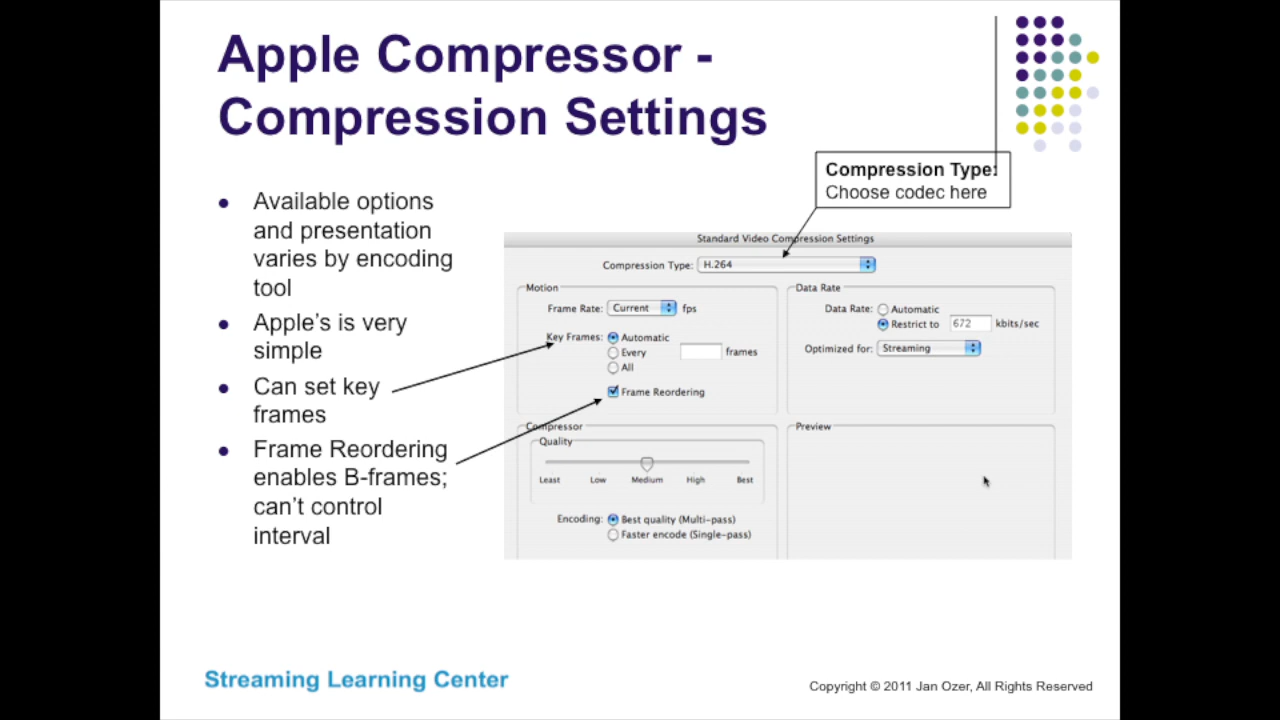 Apple Compressor -
Compression Settings
Compression Type:
Choose codec here
Available options
and presentation
varies by encoding
tool
Apple's is very
simple
Can set key
frames
Frame Reordering
enables B-frames;
can't control
interval
Standard Video Compression Settings
Compression Type: H.264
Motion
Frame Rate: Current fps
Key Frames: Automatic
Every frames
All
Frame Reordering
Data Rate
Data Rate: Automatic
Restrict to 672 kbits/sec
Optimized for: Streaming
Compressor
Quality
Least Low Medium High Best
Encoding: Best quality (Multi-pass)
Faster encode (Single-pass)
Preview
Streaming Learning Center
Copyright © 2011 Jan Ozer, All Rights Reserved